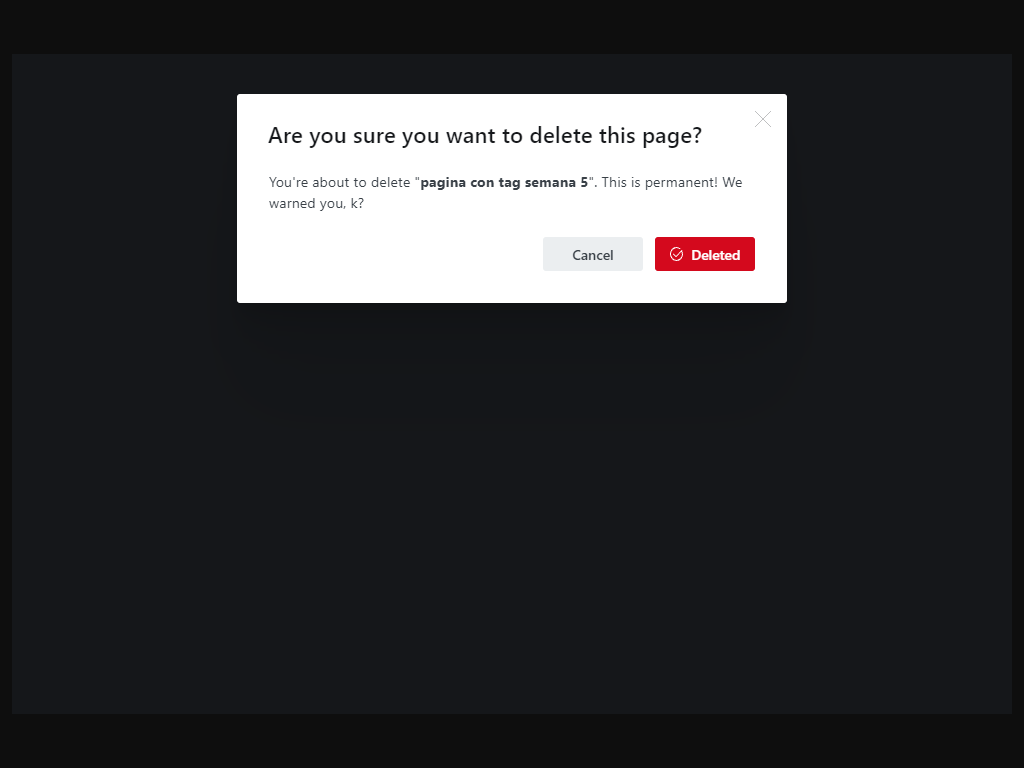 Are you sure you want to delete this page?
You're about to delete "pagina con tag semana 5". This is permanent! We
warned you, k?
Cancel
Deleted